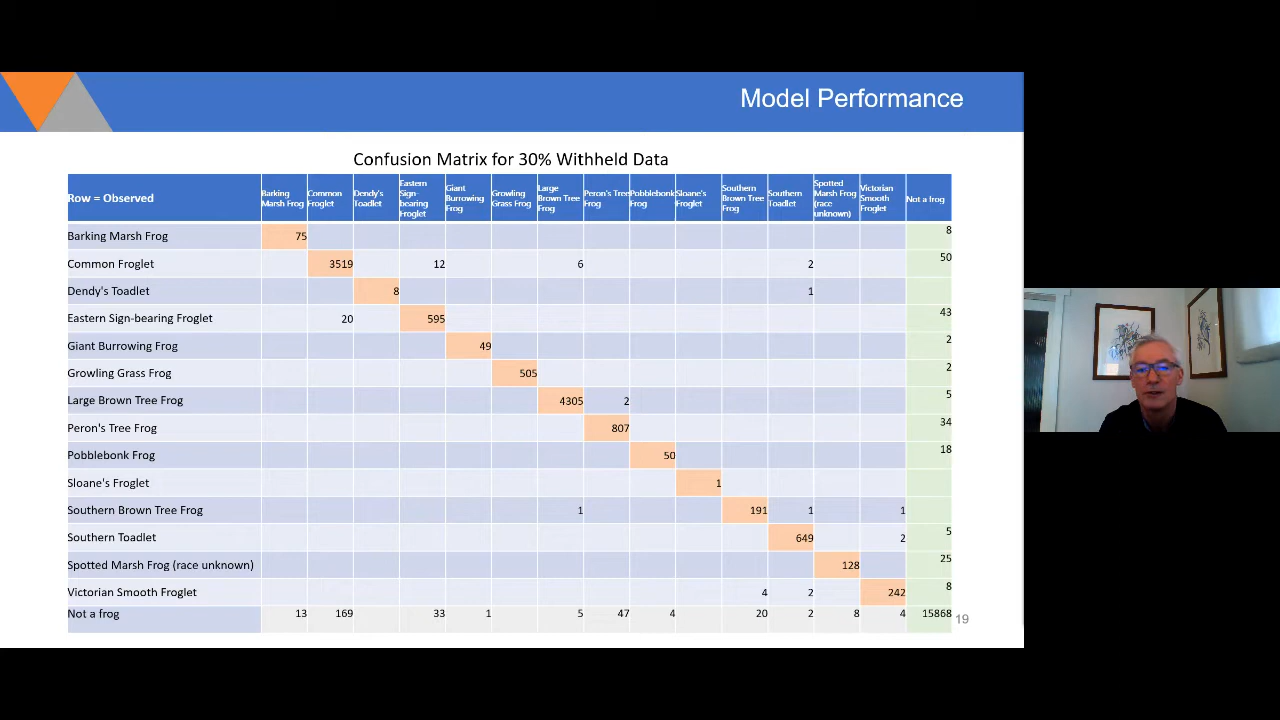 Model Performance
Confusion Matrix for 30% Withheld Data
Row = Observed Barking Marsh Frog Common Froglet Dendy's Toadlet Eastern Sign-bearing Froglet Giant Burrowing Frog Growling Grass Frog Large Brown Tree Frog Peron's Tree Frog Pobblebonk Frog Sloane's Froglet Southern Brown Tree Frog Southern Toadlet Spotted Marsh Frog (race unknown) Victorian Smooth Froglet Not a frog
Barking Marsh Frog 75 8
Common Froglet 3519 12 6 2 50
Dendy's Toadlet 8 1
Eastern Sign-bearing Froglet 20 595 43
Giant Burrowing Frog 49 2
Growling Grass Frog 505 2
Large Brown Tree Frog 4305 2 5
Peron's Tree Frog 807 34
Pobblebonk Frog 50 18
Sloane's Froglet 1
Southern Brown Tree Frog 1 191 1 1
Southern Toadlet 649 2 5
Spotted Marsh Frog (race unknown) 128 25
Victorian Smooth Froglet 4 2 242 8
Not a frog 13 169 33 1 5 47 4 20 2 8 4 15868
19